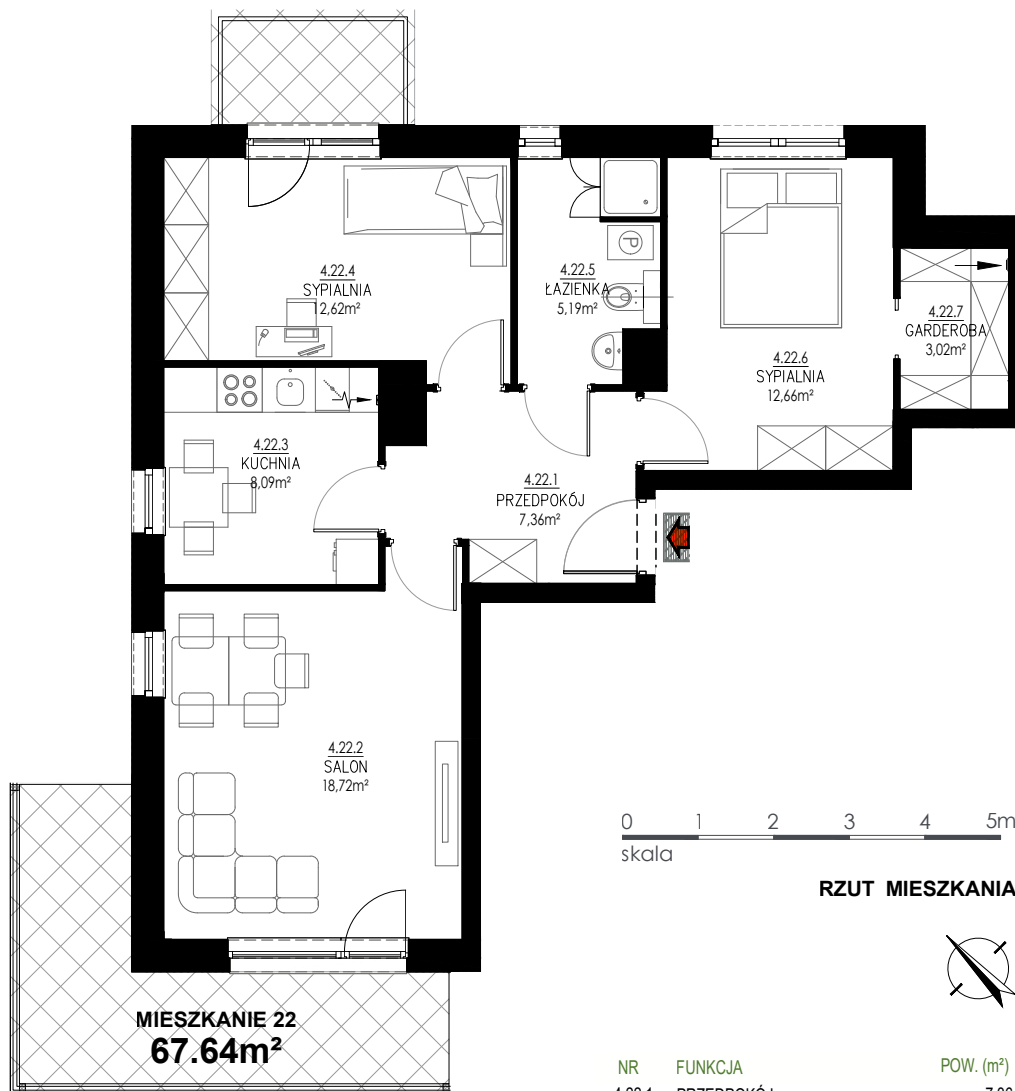 4.22.4
SYPIALNIA
12,62m²
4.22.5
ŁAZIENKA
5,19m²
P
4.22.7
GARDEROBA
3,02m²
4.22.6
SYPIALNIA
12,66m²
4.22.3
KUCHNIA
8,09m²
4.22.1
PRZEDPOKÓJ
7,36m²
4.22.2
SALON
18,72m²
0 1 2 3 4 5m
skala
RZUT MIESZKANIA
MIESZKANIE 22
67.64m²
NR FUNKCJA POW. (m²)